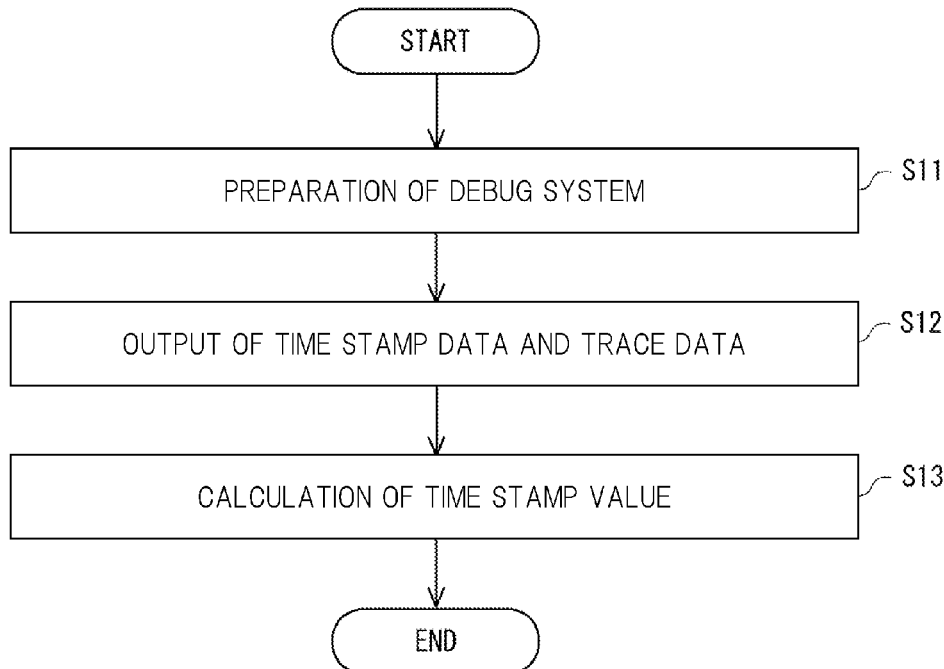 START
PREPARATION OF DEBUG SYSTEM
S11
OUTPUT OF TIME STAMP DATA AND TRACE DATA
S12
CALCULATION OF TIME STAMP VALUE
S13
END